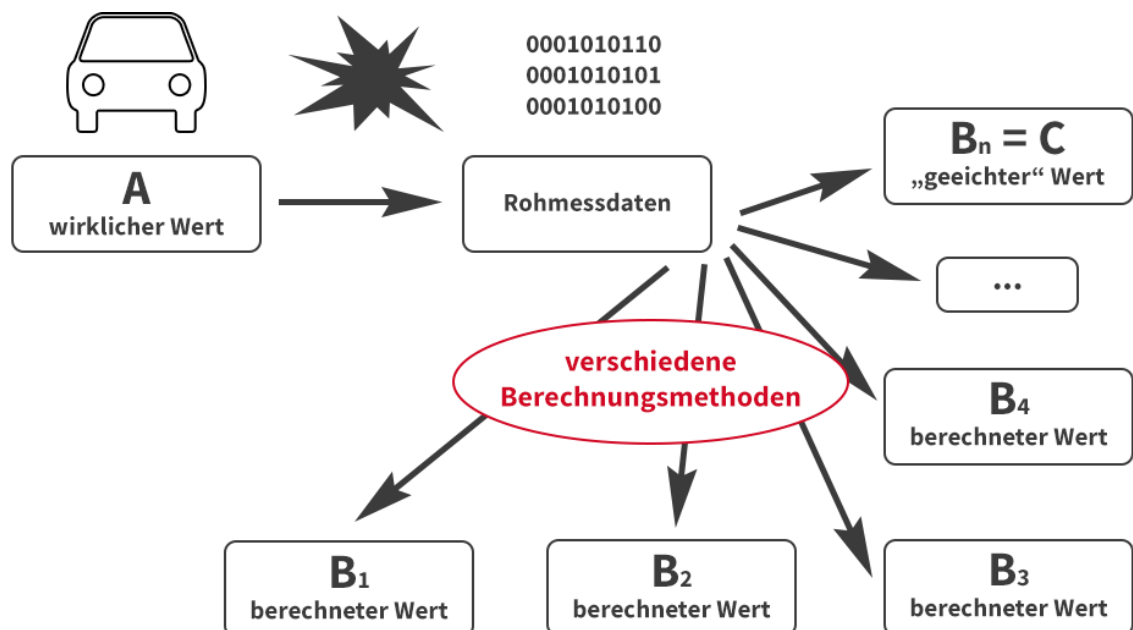 0001010110
0001010101
0001010100
A
wirklicher Wert
Rohmessdaten
Bn = C
„geeichter“ Wert
...
verschiedene
Berechnungsmethoden
B4
berechneter Wert
B1
berechneter Wert
B2
berechneter Wert
B3
berechneter Wert